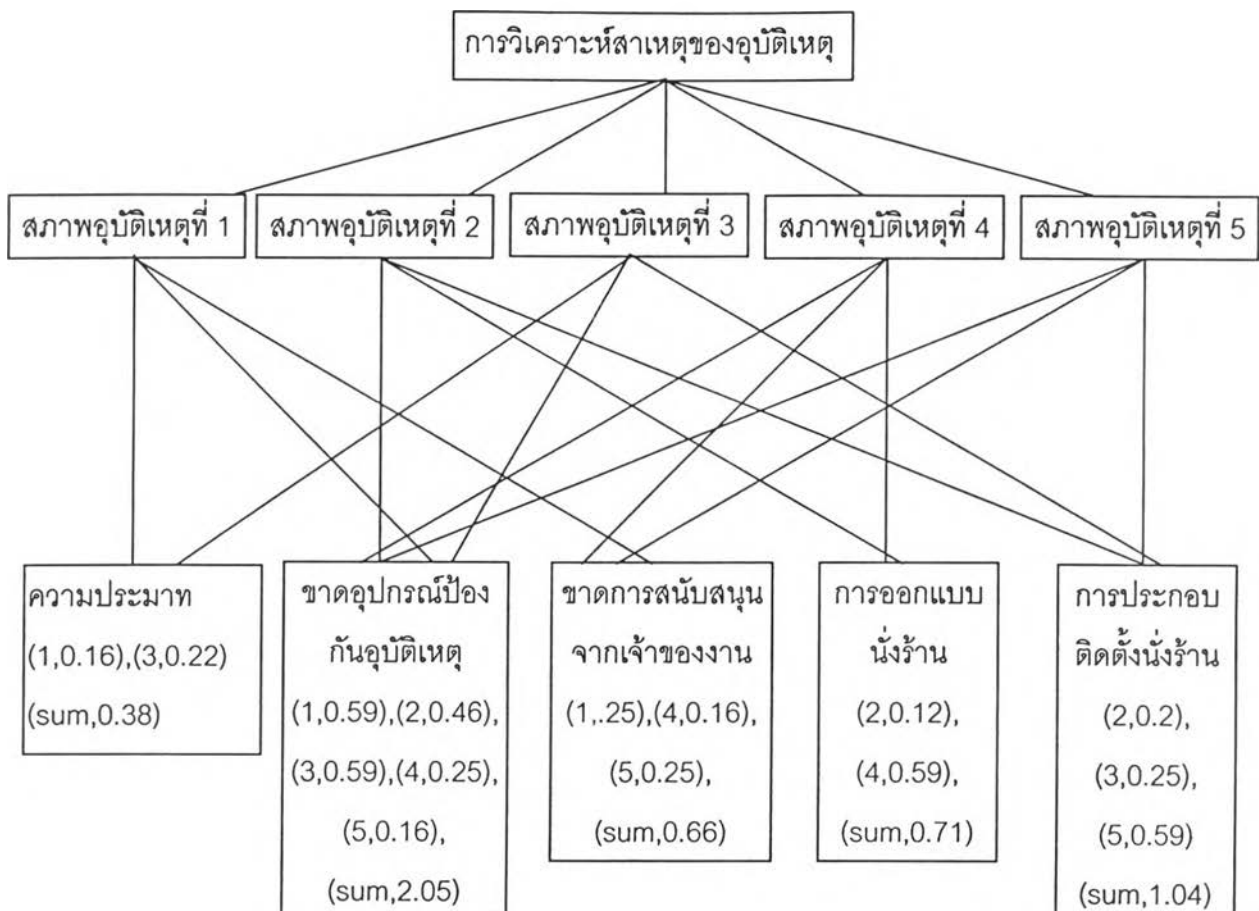 การวิเคราะห์สาเหตุของอุบัติเหตุ
สภาพอุบัติเหตุที่ 1
สภาพอุบัติเหตุที่ 2
สภาพอุบัติเหตุที่ 3
สภาพอุบัติเหตุที่ 4
สภาพอุบัติเหตุที่ 5
ความประมาท
(1,0.16),(3,0.22)
(sum,0.38)
ขาดอุปกรณ์ป้อง
กันอุบัติเหตุ
(1,0.59),(2,0.46),
(3,0.59),(4,0.25),
(5,0.16),
(sum,2.05)
ขาดการสนับสนุน
จากเจ้าของงาน
(1,.25),(4,0.16),
(5,0.25),
(sum,0.66)
การออกแบบ
นั่งร้าน
(2,0.12),
(4,0.59),
(sum,0.71)
การประกอบ
ติดตั้งนั่งร้าน
(2,0.2),
(3,0.25),
(5,0.59)
(sum,1.04)